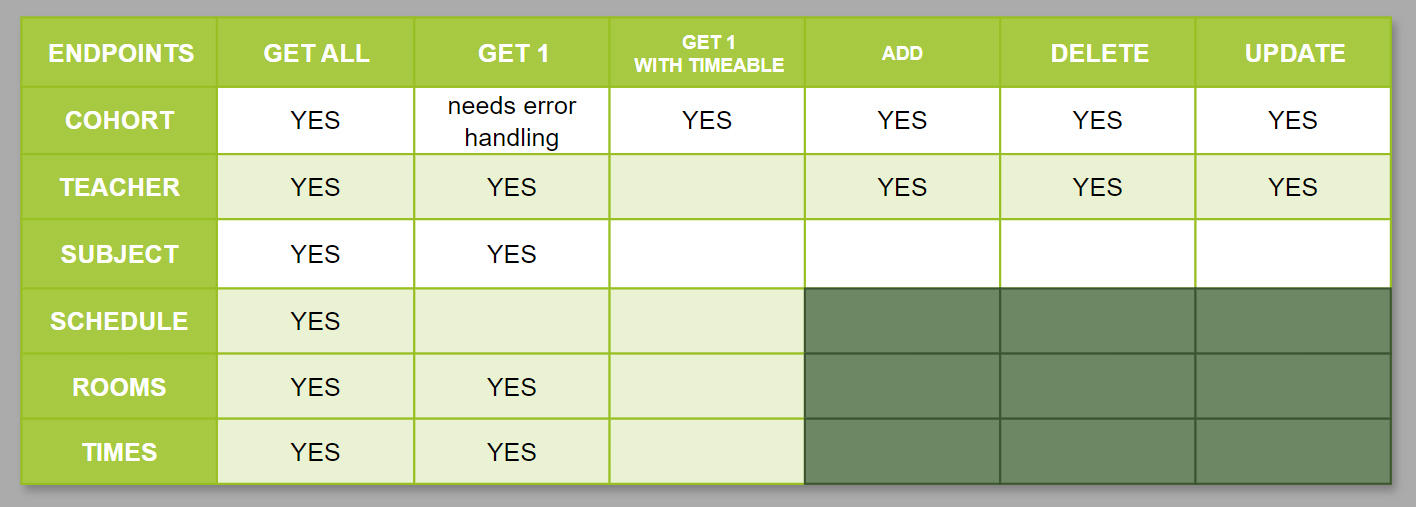 ENDPOINTS GET ALL GET 1 GET 1 WITH TIMEABLE ADD DELETE UPDATE
COHORT YES needs error handling YES YES YES YES
TEACHER YES YES YES YES YES
SUBJECT YES YES
SCHEDULE YES
ROOMS YES YES
TIMES YES YES